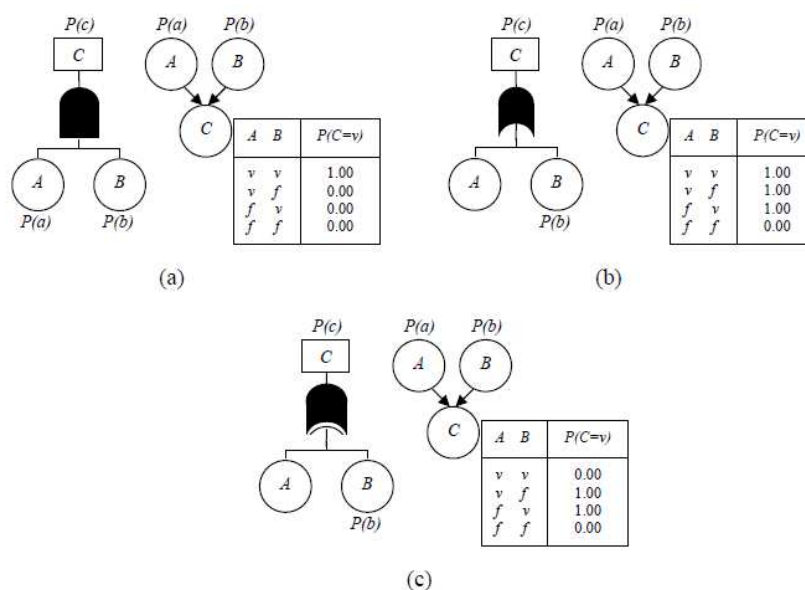 P(c) P(a) P(b)
C A B
C
A B P(C=v)
v v 1.00
v f 0.00
f v 0.00
f f 0.00
A B
P(a) P(b)
(a)
P(c) P(a) P(b)
C A B
C
A B P(C=v)
v v 1.00
v f 1.00
f v 1.00
f f 0.00
A B
P(b)
(b)
P(c) P(a) P(b)
C A B
C
A B P(C=v)
v v 0.00
v f 1.00
f v 1.00
f f 0.00
A B
P(b)
(c)